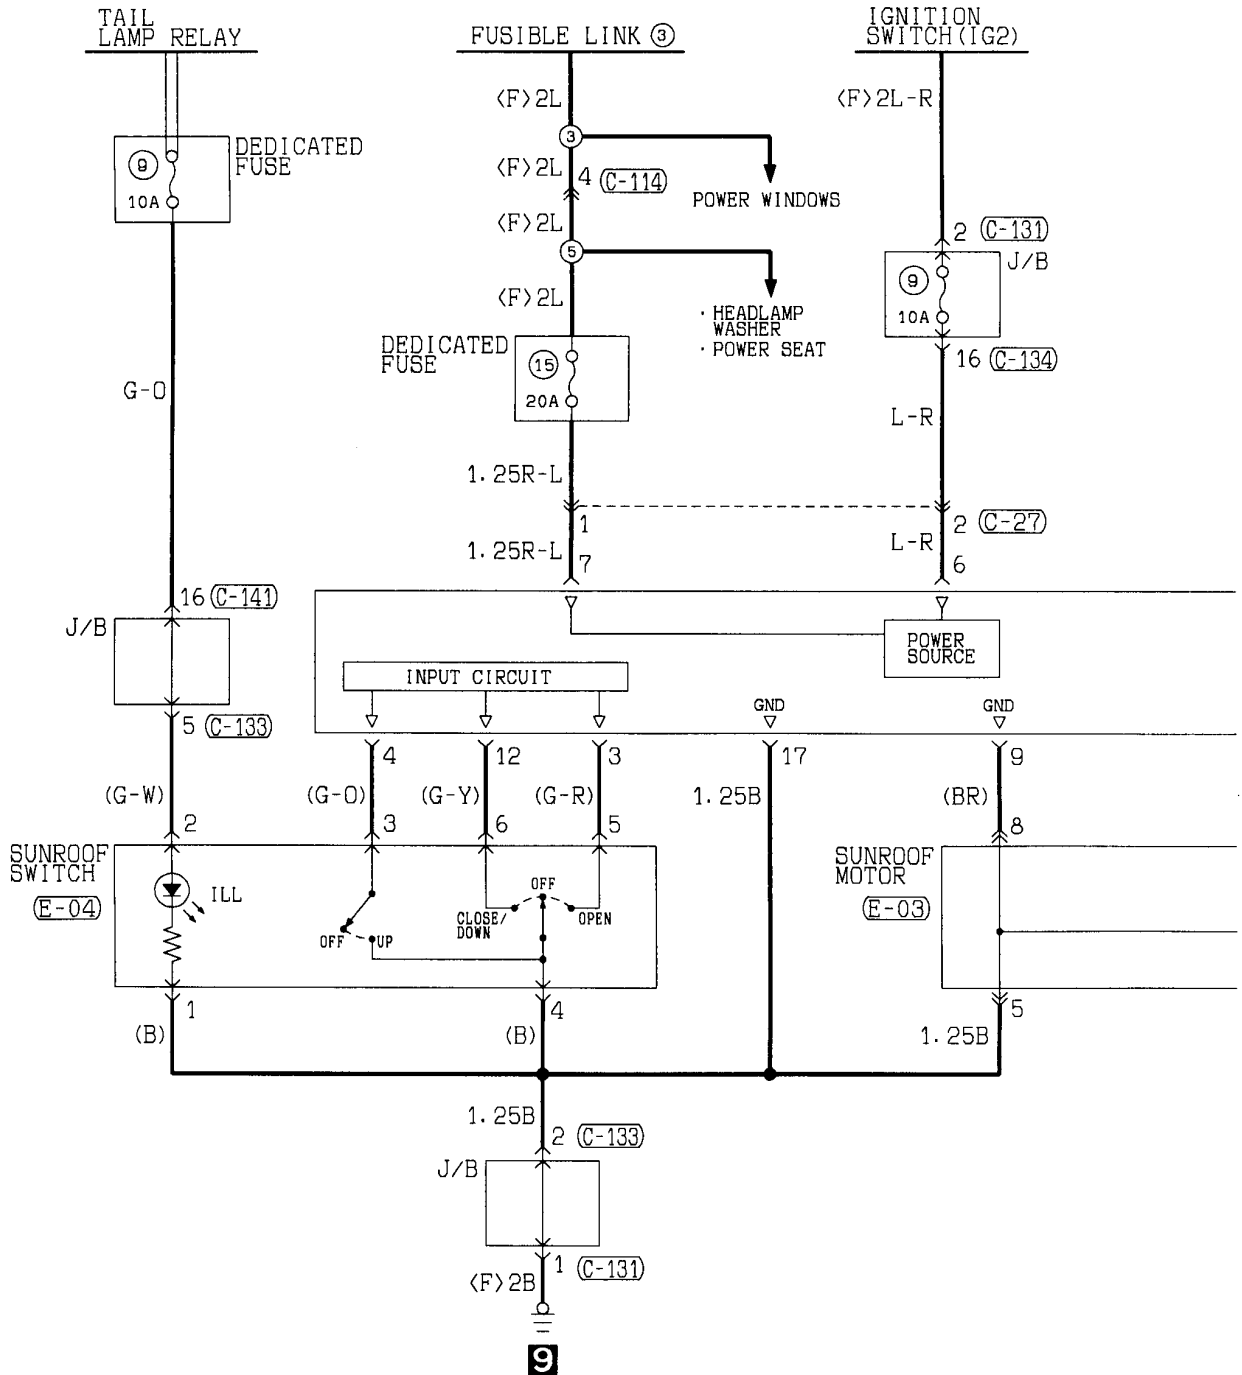 TAIL
LAMP RELAY
FUSIBLE LINK ③
IGNITION
SWITCH(IG2)
<F>2L
<F>2L-R
③
DEDICATED
FUSE
⑨
10A
<F>2L
4 C-114
POWER WINDOWS
<F>2L
2 C-131
⑤
J/B
⑨
10A
<F>2L
· HEADLAMP
WASHER
· POWER SEAT
DEDICATED
FUSE
⑮
20A
16 C-134
G-O
L-R
1.25R-L
1
2 C-27
1.25R-L
7
L-R
6
16 C-141
J/B
POWER
SOURCE
INPUT CIRCUIT
GND
GND
5 C-133
4
12
3
17
9
(G-W)
(G-O)
(G-Y)
(G-R)
1.25B
(BR)
2
3
6
5
8
SUNROOF
SWITCH
E-04
ILL
OFF
UP
CLOSE/
DOWN
OFF
OPEN
SUNROOF
MOTOR
E-03
1
4
5
(B)
(B)
1.25B
1.25B
2 C-133
J/B
1 C-131
<F>2B
9